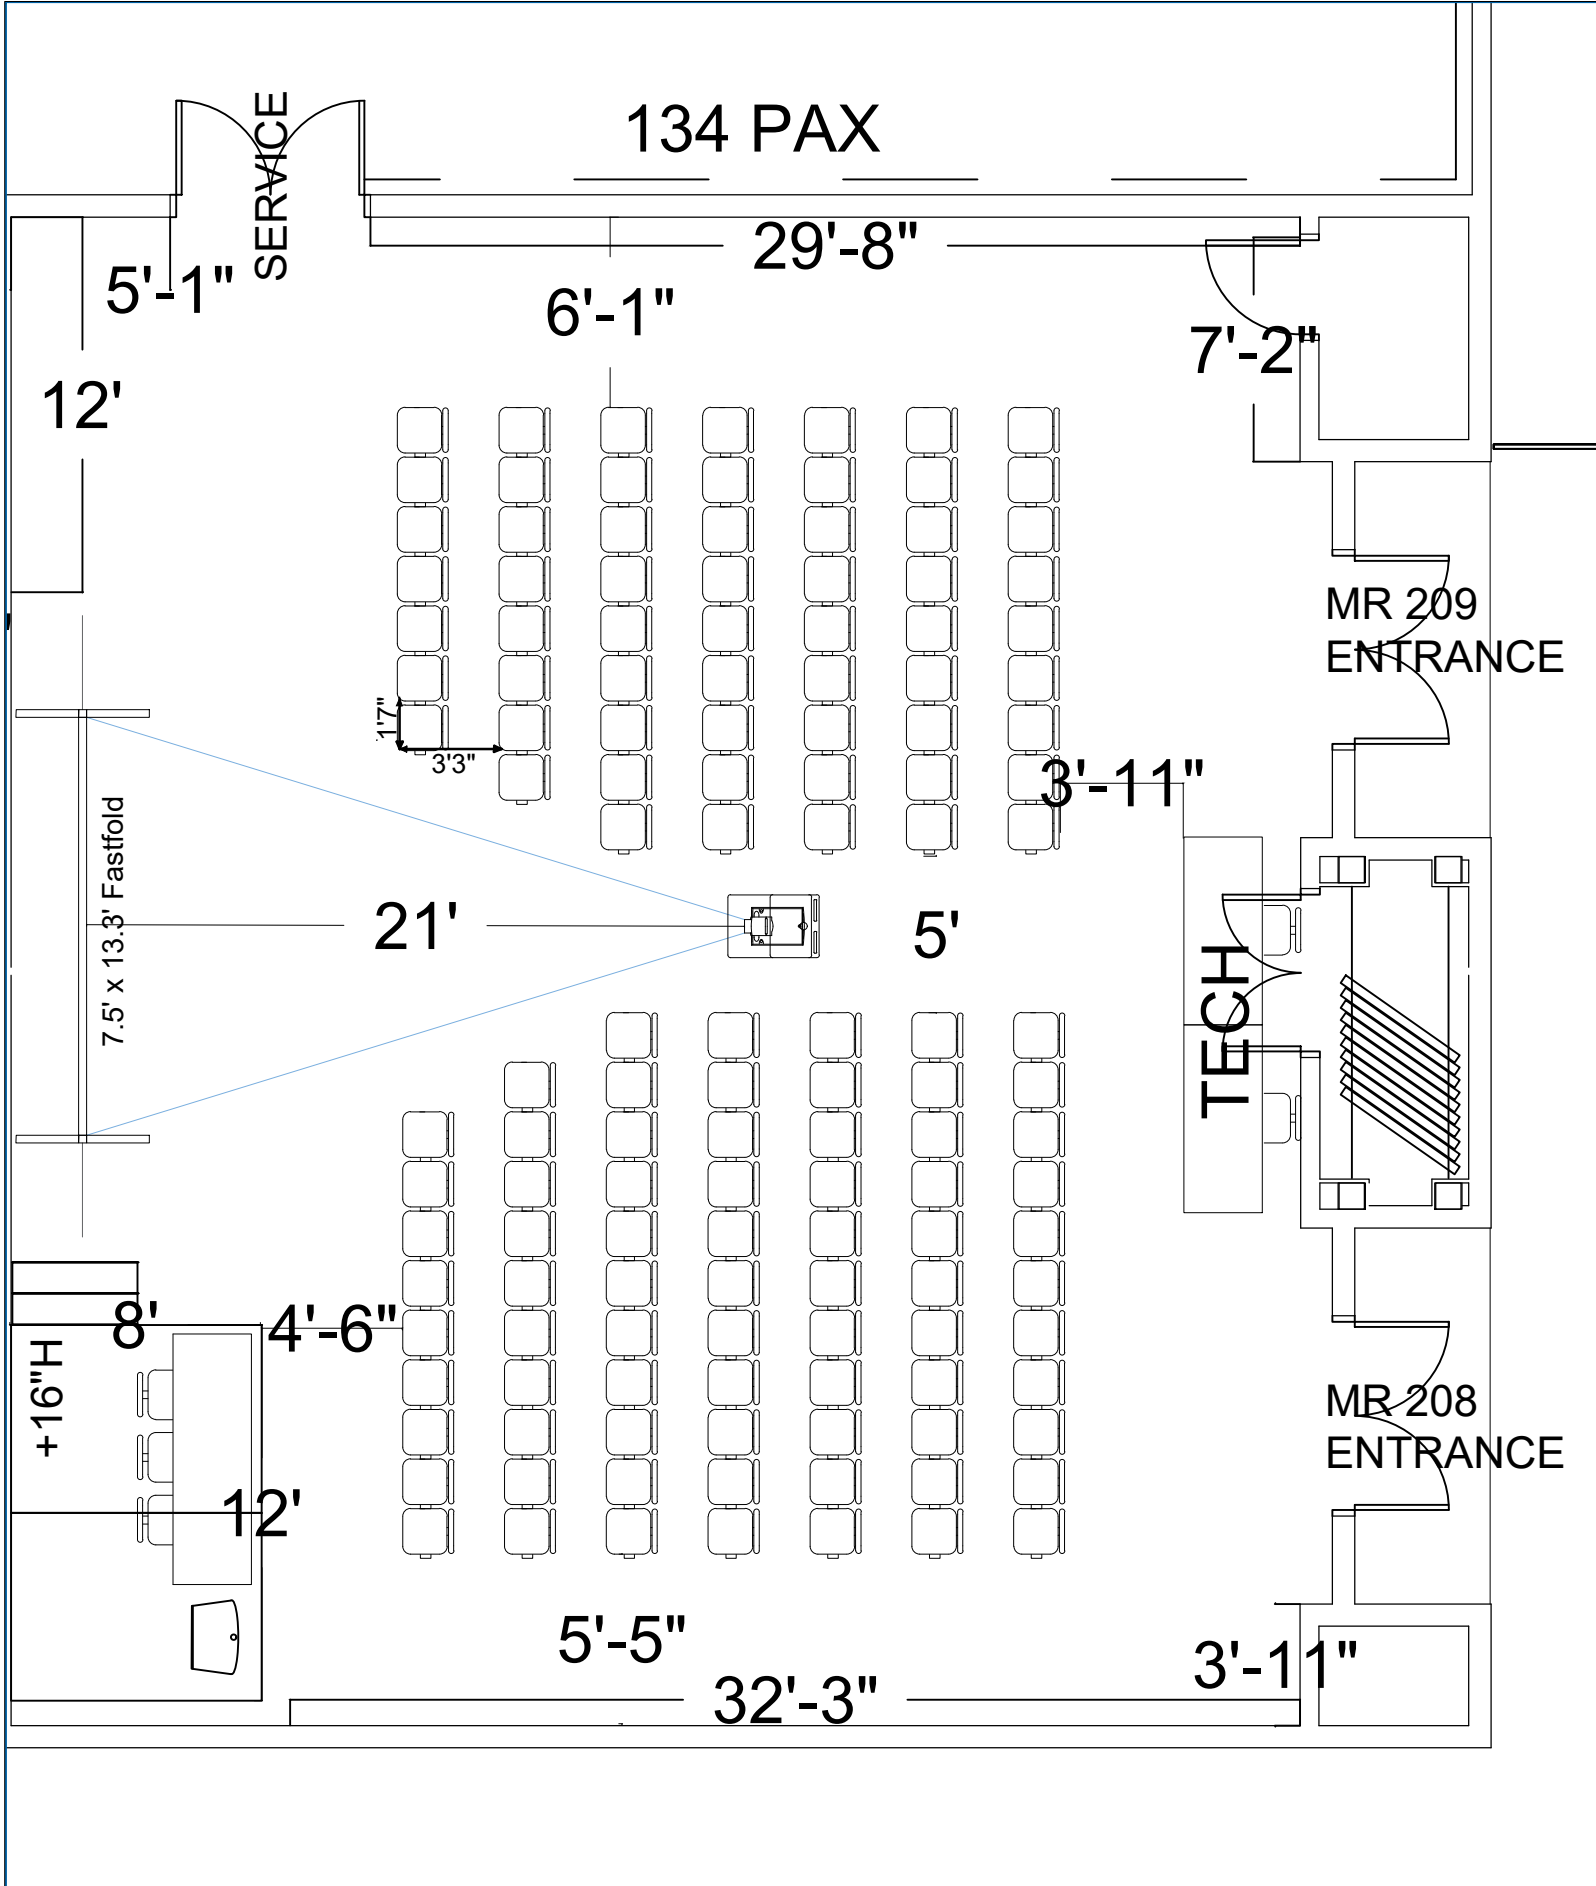 134 PAX
SERVICE
29'-8"
5'-1"
6'-1"
7'-2"
12'
MR 209
ENTRANCE
1'7"
3'3"
3'-11"
7.5' x 13.3' Fastfold
21'
5'
TECH
8'
4'-6"
+16"H
MR 208
ENTRANCE
12'
5'-5"
3'-11"
32'-3"